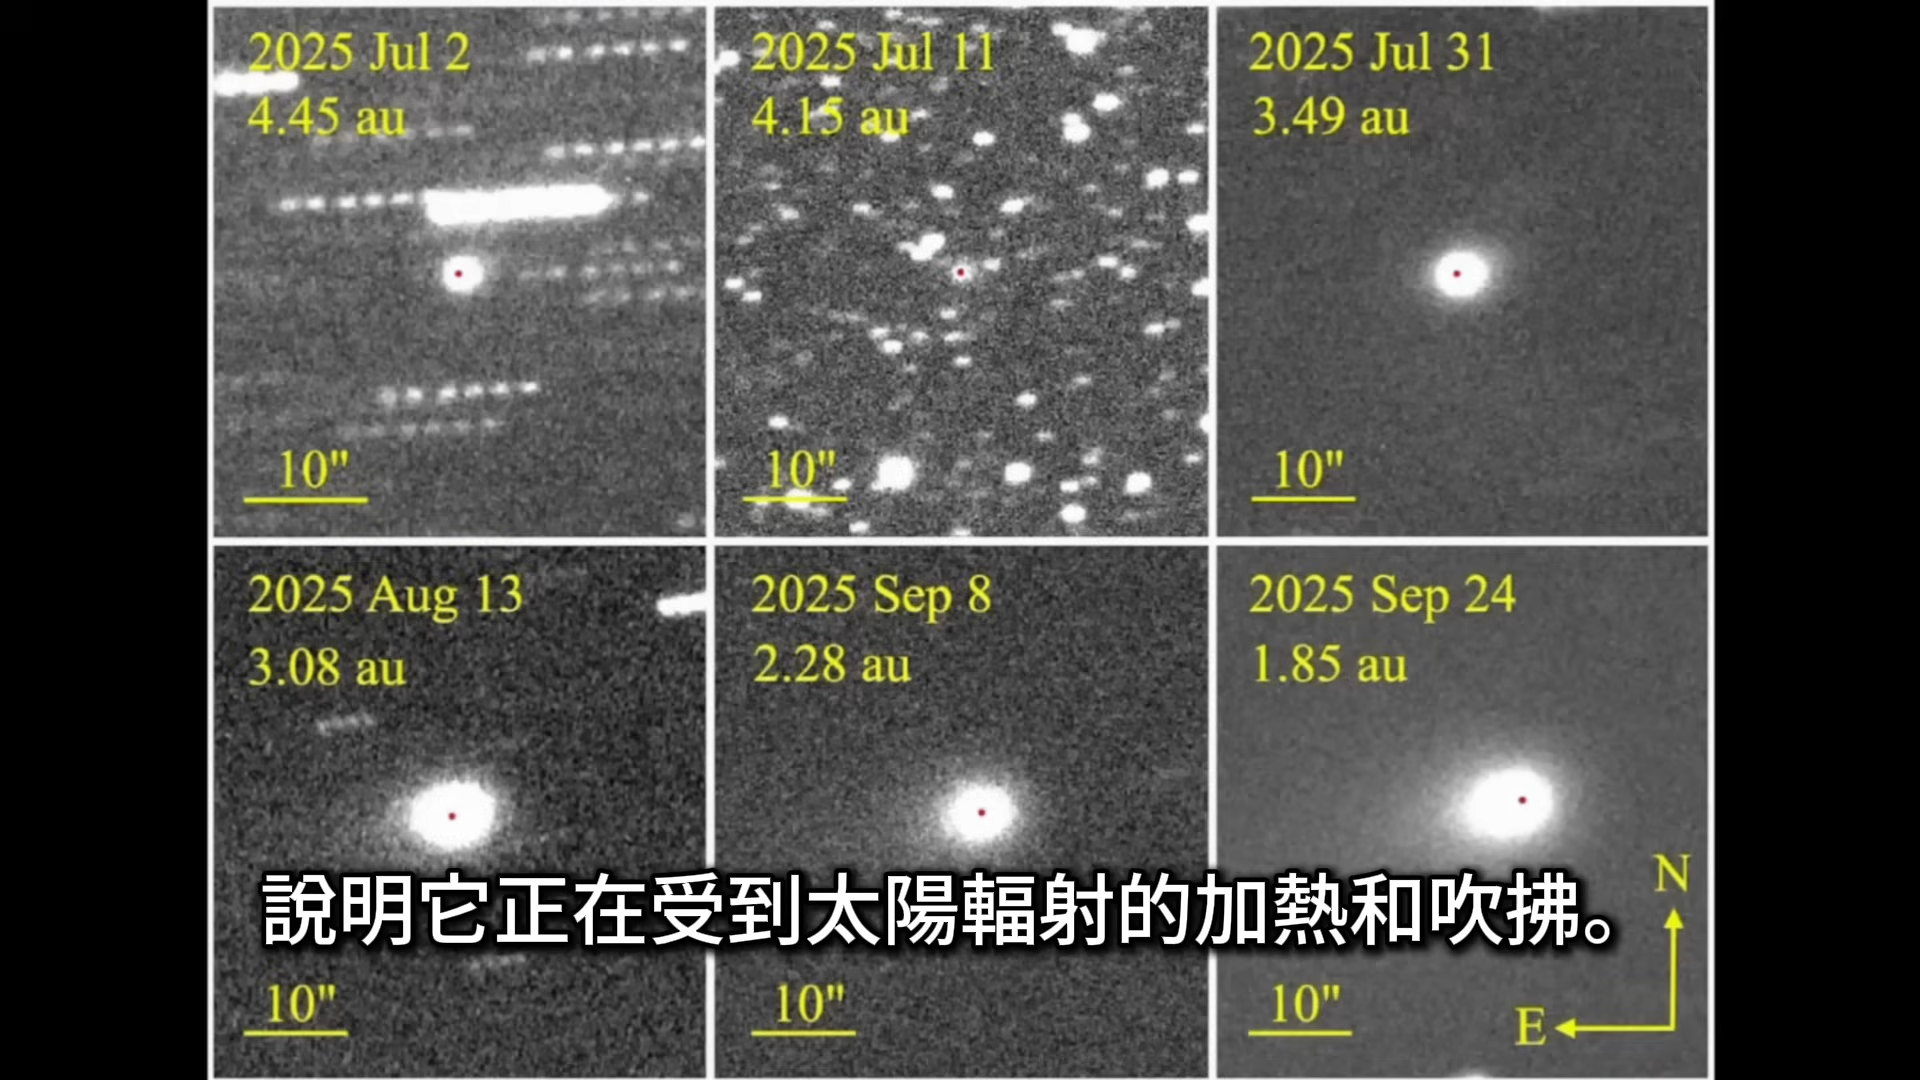 2025 Jul 2
4.45 au
10"
2025 Jul 11
4.15 au
10"
2025 Jul 31
3.49 au
10"
2025 Aug 13
3.08 au
10"
2025 Sep 8
2.28 au
10"
2025 Sep 24
1.85 au
10"
N
E
說明它正在受到太陽輻射的加熱和吹拂。